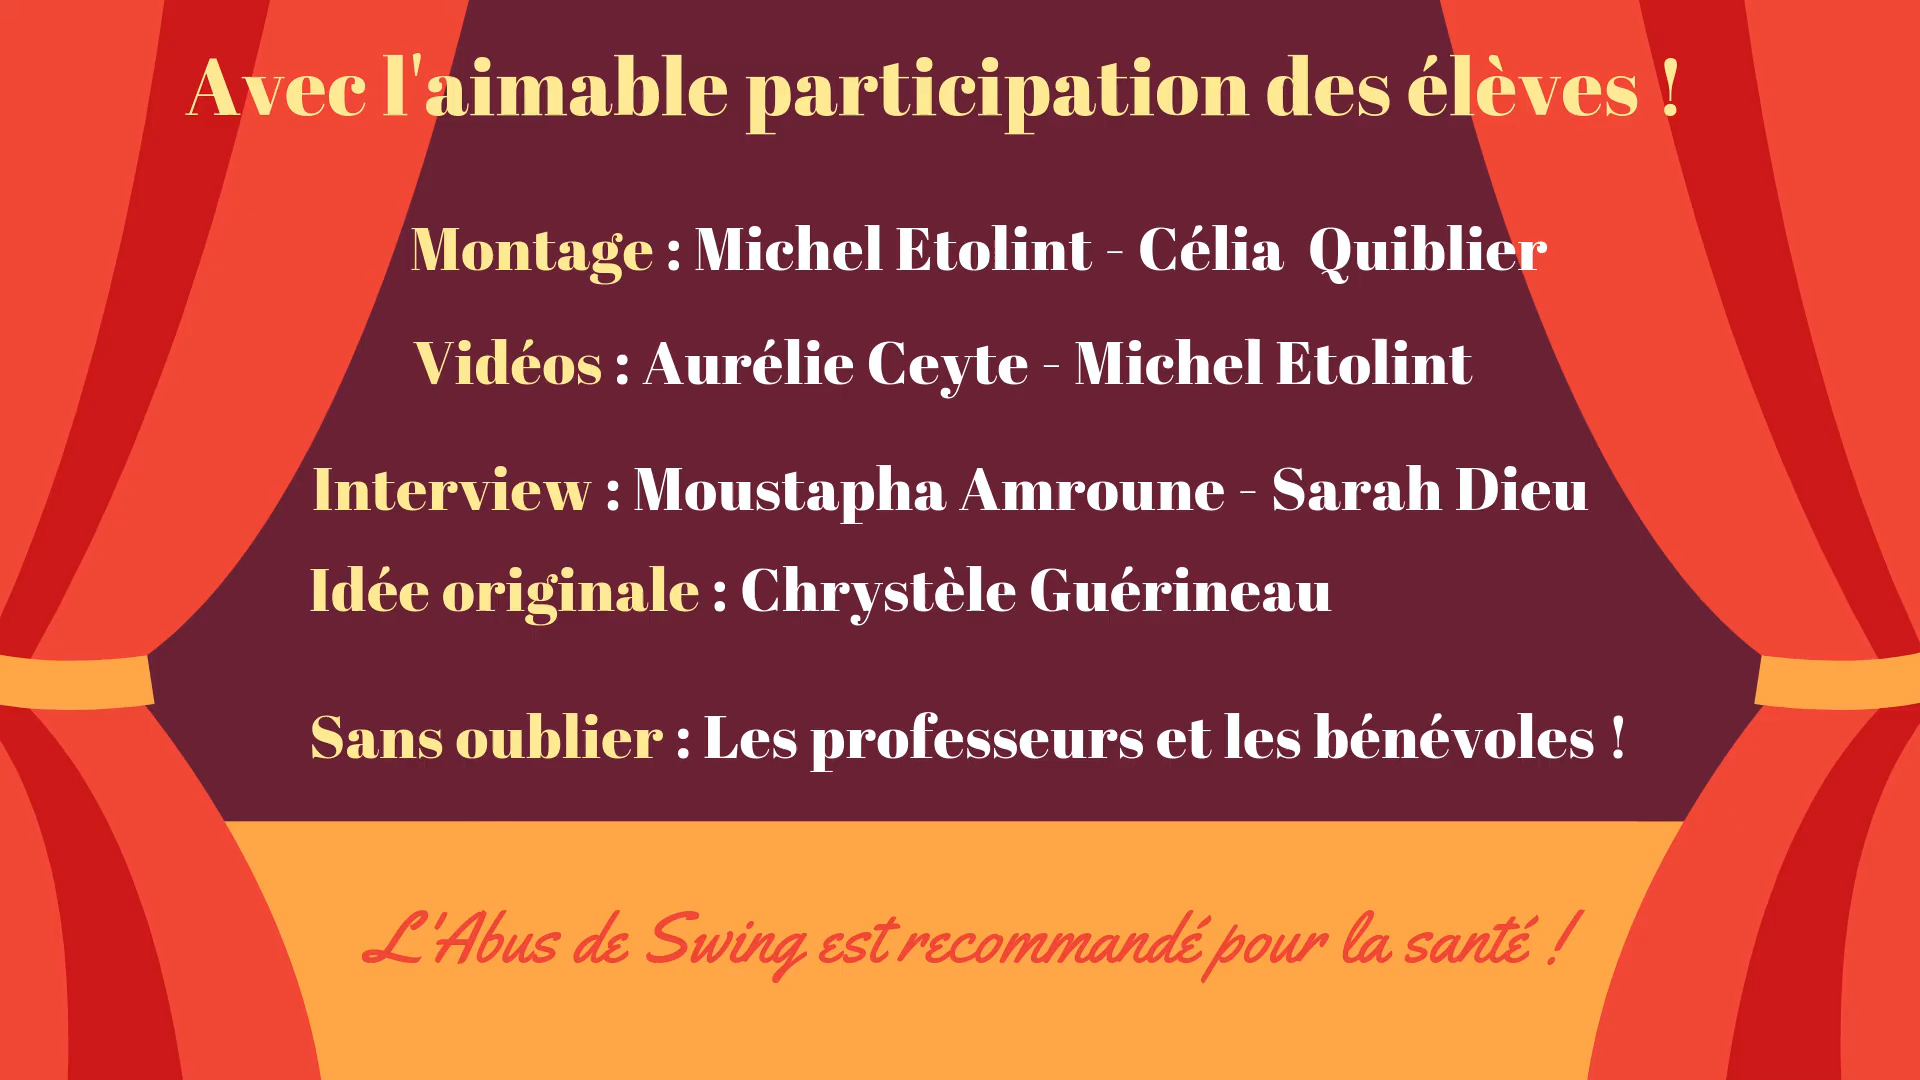 Avec l'aimable participation des élèves !
Montage : Michel Etolint - Célia Quiblier
Vidéos : Aurélie Ceyte - Michel Etolint
Interview : Moustapha Amroune - Sarah Dieu
Idée originale : Chrystèle Guérineau
Sans oublier : Les professeurs et les bénévoles !
L'Abus de Swing est recommandé pour la santé !